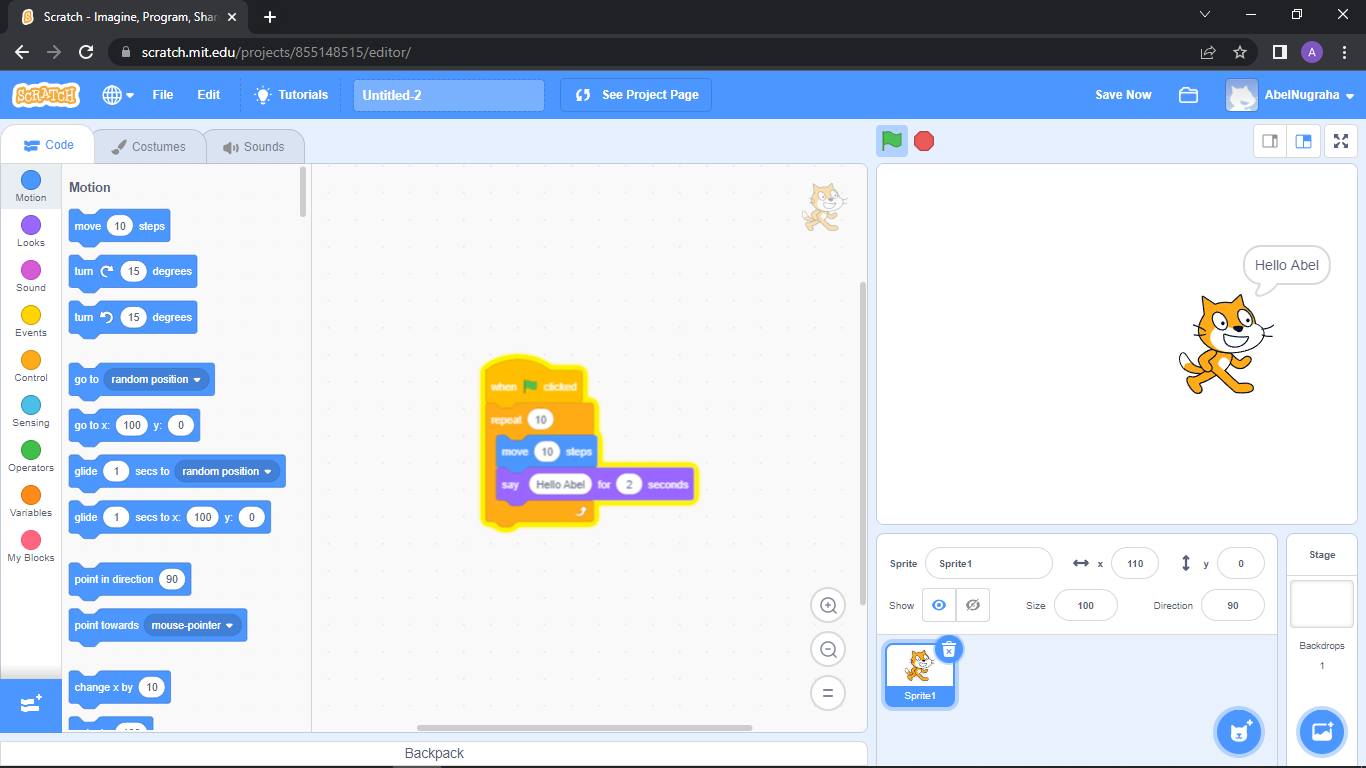 Scratch - Imagine, Program, Shar
scratch.mit.edu/projects/855148515/editor/
A
SCRATCH
File
Edit
Tutorials
Untitled-2
See Project Page
Save Now
AbelNugraha
Code
Costumes
Sounds
Motion
Looks
Sound
Events
Control
Sensing
Operators
Variables
My Blocks
Motion
move 10 steps
turn 15 degrees
turn 15 degrees
go to random position
go to x: 100 y: 0
glide 1 secs to random position
glide 1 secs to x: 100 y: 0
point in direction 90
point towards mouse-pointer
change x by 10
when clicked
repeat 10
move 10 steps
say Hello Abel for 2 seconds
Backpack
Hello Abel
Sprite Sprite1 x 110 y 0
Show Size 100 Direction 90
Sprite1
Stage
Backdrops
1